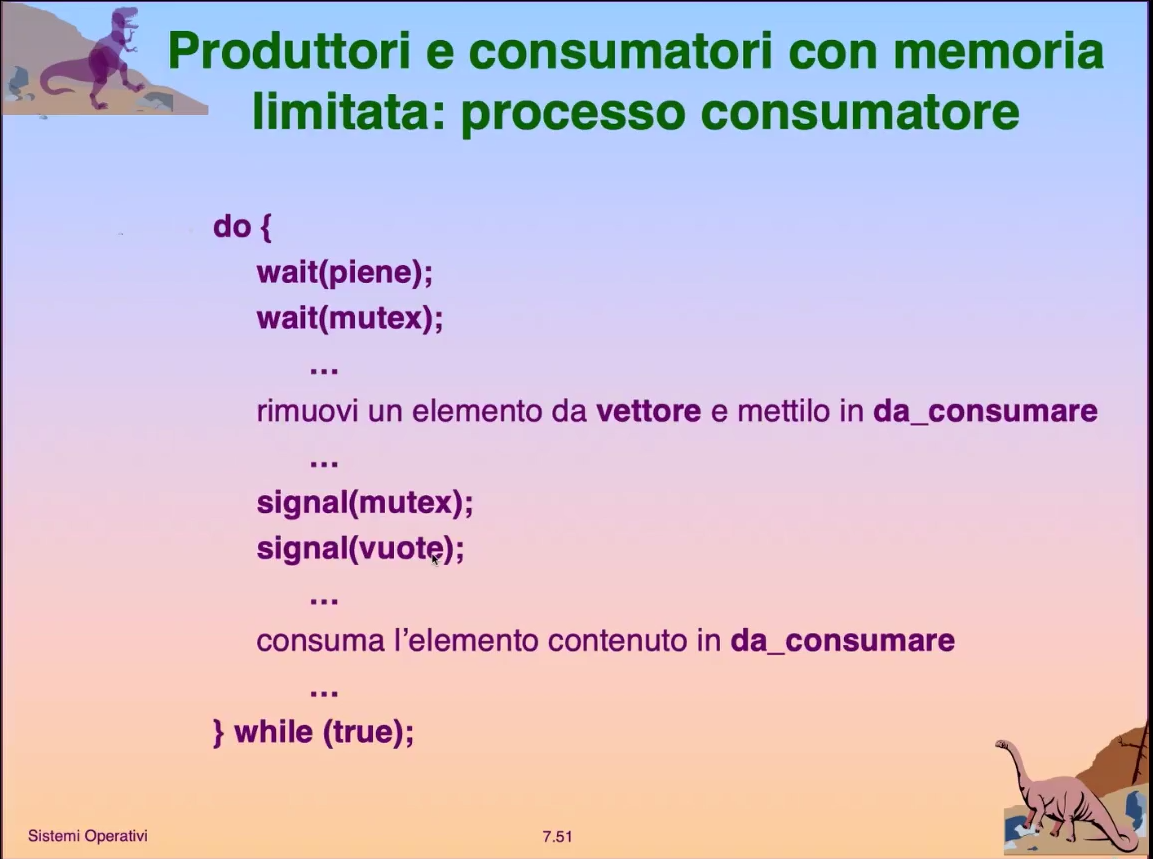 Produttori e consumatori con memoria
limitata: processo consumatore
do {
wait(piene);
wait(mutex);
...
rimuovi un elemento da vettore e mettilo in da_consumare
...
signal(mutex);
signal(vuote);
...
consuma l’elemento contenuto in da_consumare
...
} while (true);
Sistemi Operativi
7.51